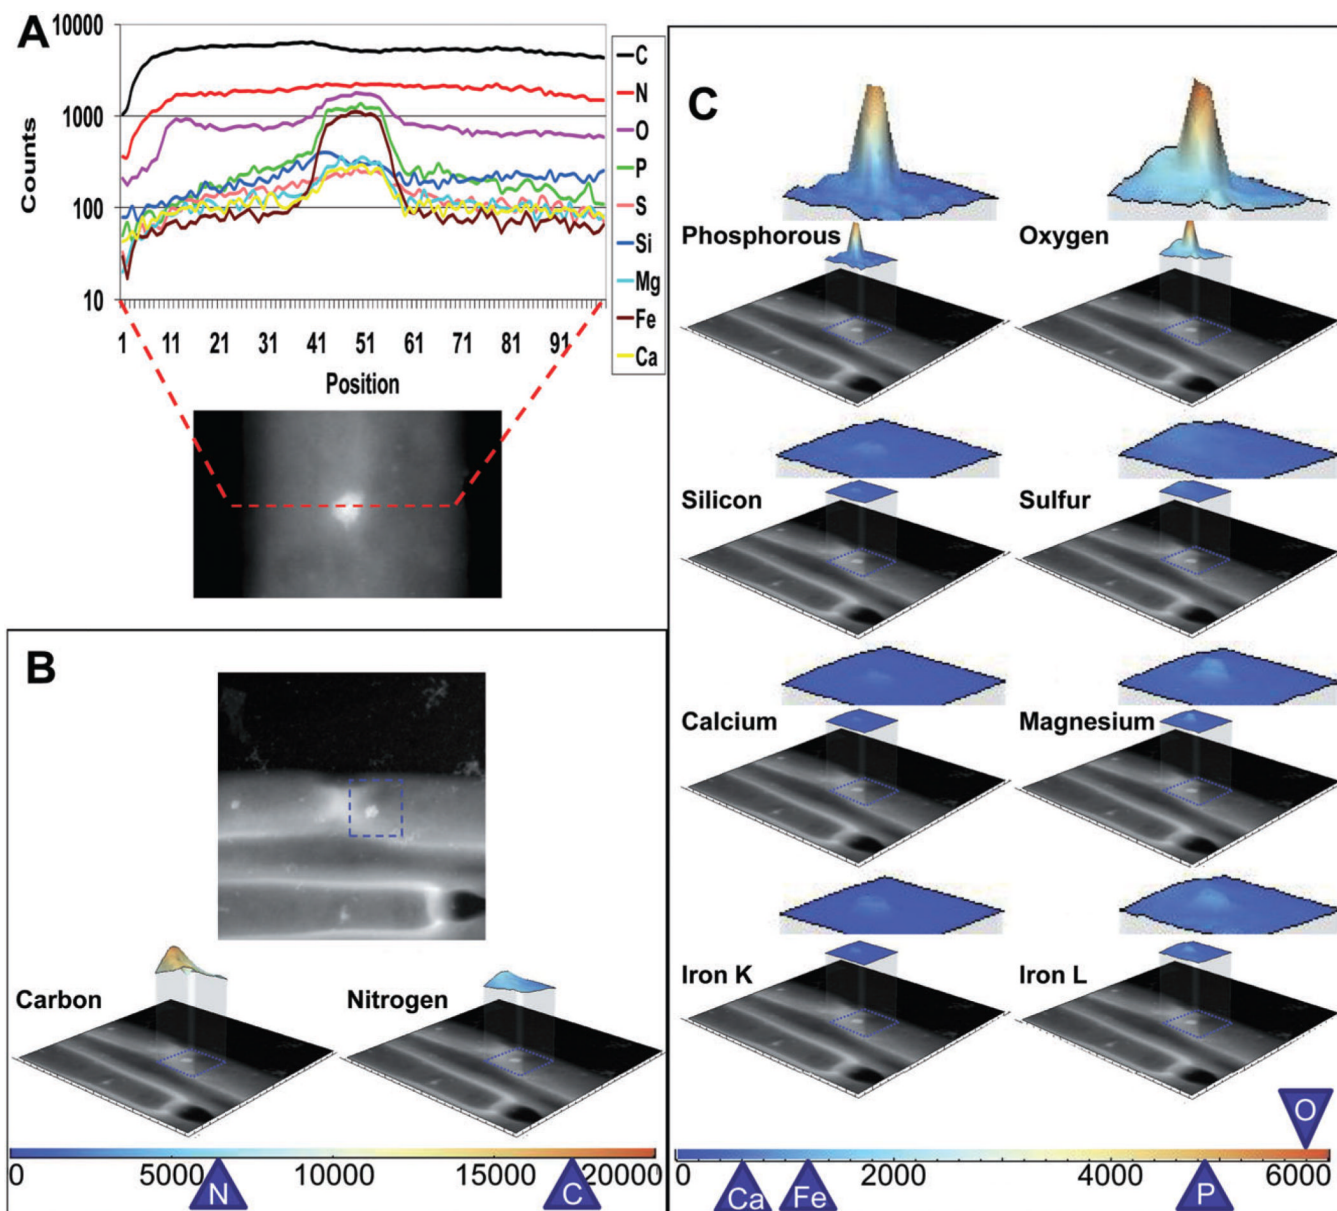 A
10000
1000
100
10
Counts
1 11 21 31 41 51 61 71 81 91
Position
C
N
O
P
S
Si
Mg
Fe
Ca
B
Carbon
Nitrogen
0 5000 10000 15000 20000
N C
C
Phosphorous
Oxygen
Silicon
Sulfur
Calcium
Magnesium
Iron K
Iron L
O
0 2000 4000 6000
Ca Fe P